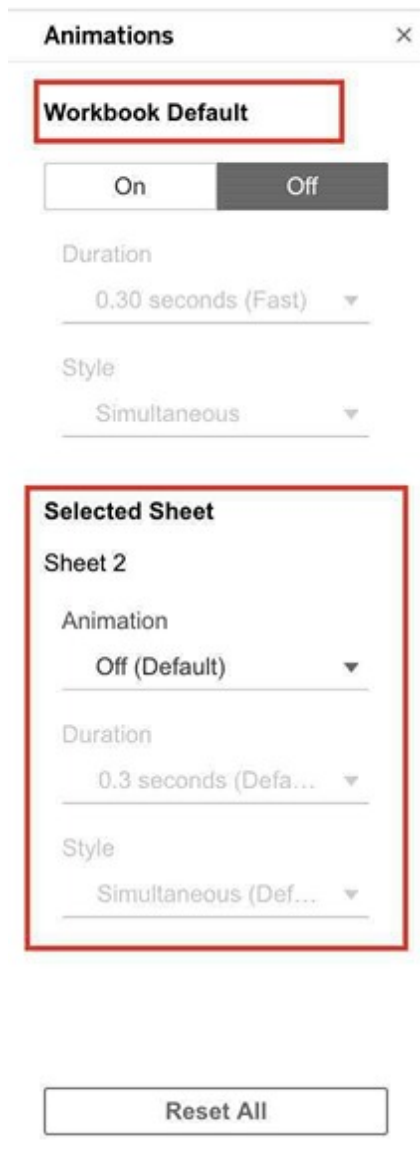 Animations
Workbook Default
On Off
Duration
0.30 seconds (Fast)
Style
Simultaneous
Selected Sheet
Sheet 2
Animation
Off (Default)
Duration
0.3 seconds (Defa...
Style
Simultaneous (Def...
Reset All